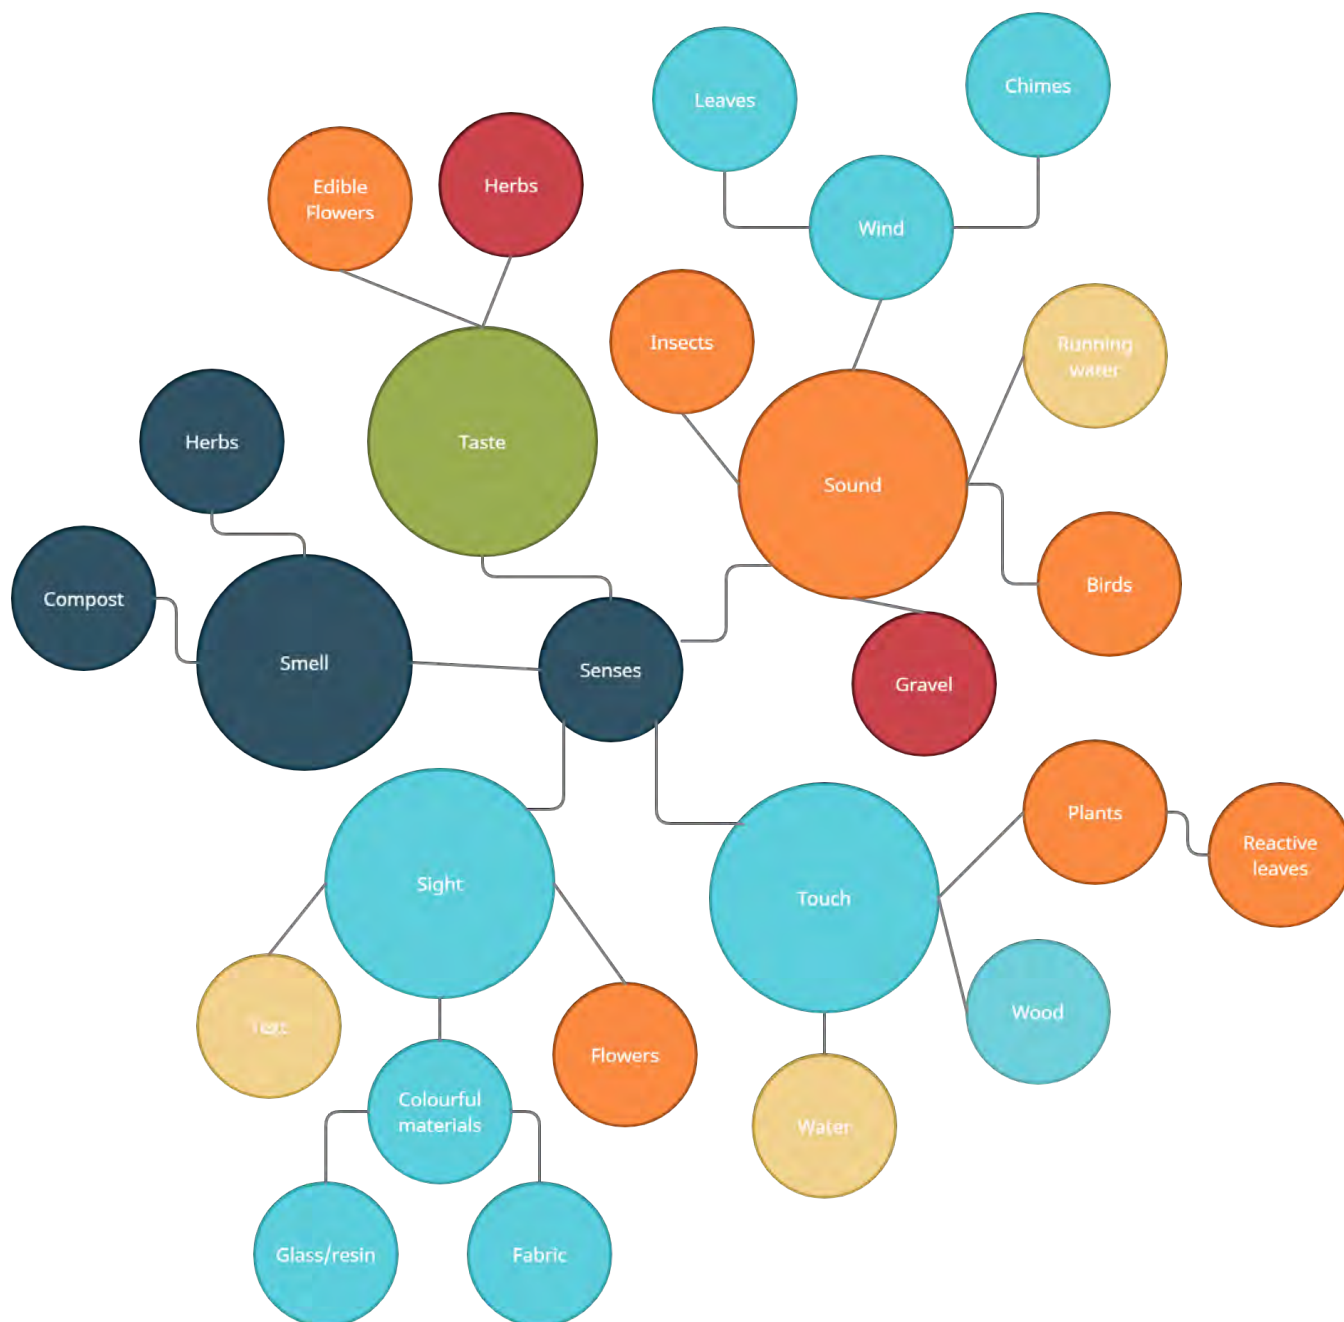 Leaves
Chimes
Edible
Flowers
Herbs
Wind
Insects
Running
water
Herbs
Taste
Sound
Compost
Birds
Smell
Senses
Gravel
Plants
Reactive
leaves
Sight
Touch
Text
Wood
Flowers
Colourful
materials
Water
Glass/resin
Fabric